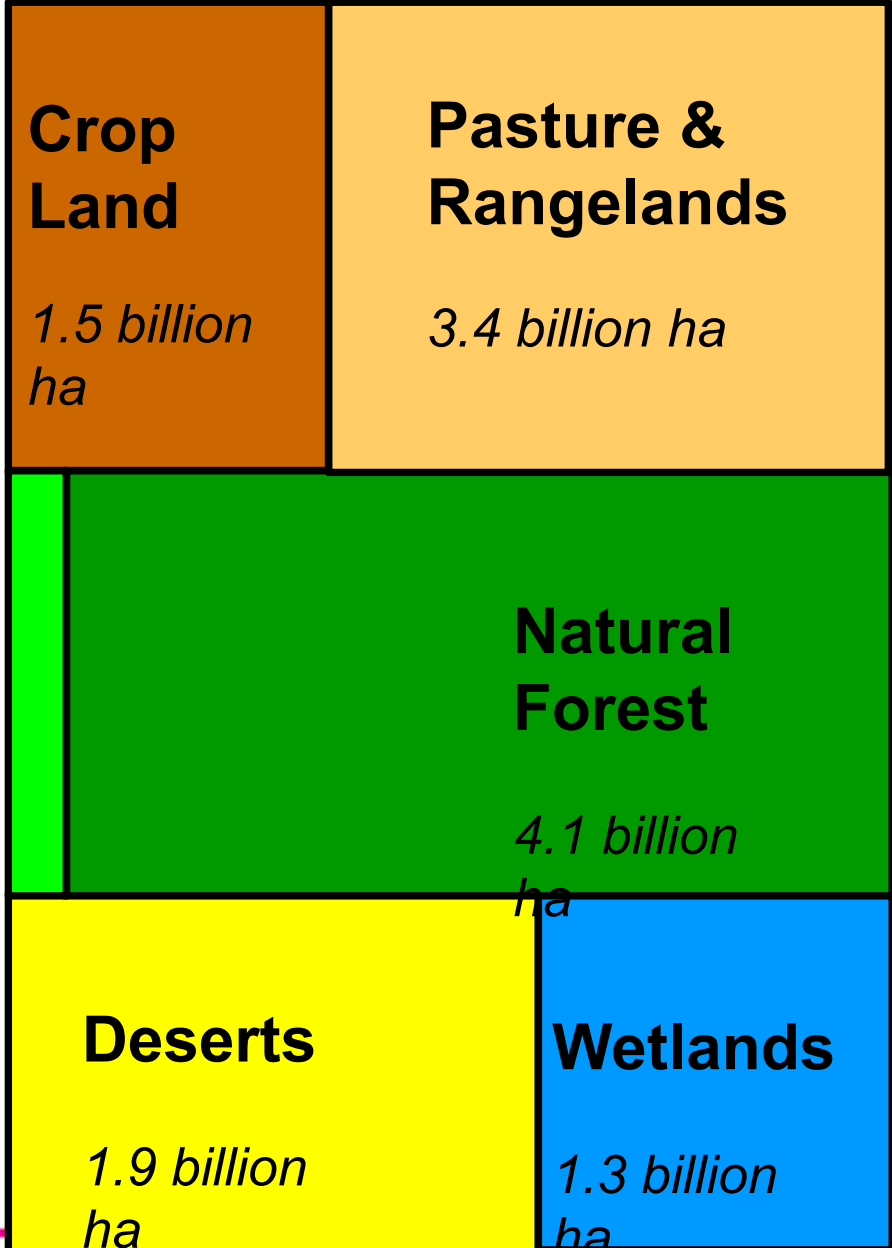 Crop
Land
1.5 billion
ha
Pasture &
Rangelands
3.4 billion ha
Natural
Forest
4.1 billion
ha
Deserts
1.9 billion
ha
Wetlands
1.3 billion
ha